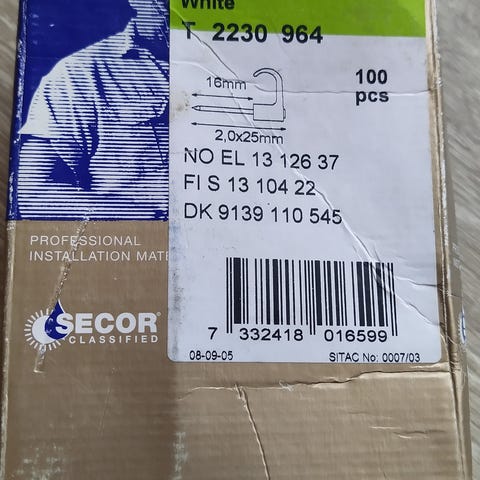 White
T 2230 964
16mm
100
pcs
2,0x25mm
NO EL 13 126 37
FI S 13 104 22
DK 9139 110 545
PROFESSIONAL
INSTALLATION MATE
SECOR®
CLASSIFIED
7 332418 016599
08-09-05
SITAC No: 0007/03